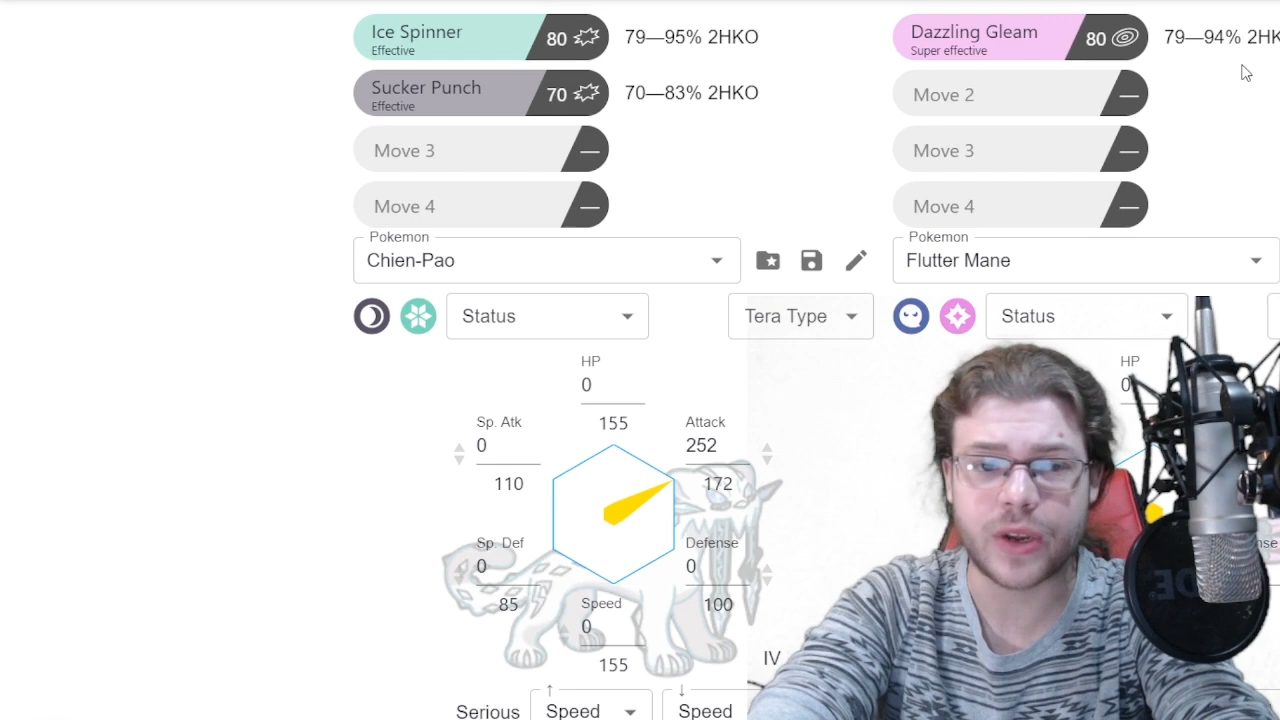 Ice Spinner
Effective
80
79—95% 2HKO
Dazzling Gleam
Super effective
80
79—94% 2HK
Sucker Punch
Effective
70
70—83% 2HKO
Move 2
—
Move 3
—
Move 3
—
Move 4
—
Move 4
—
Pokemon
Chien-Pao
Pokemon
Flutter Mane
Status
Tera Type
Status
HP
0
155
HP
0
Sp. Atk
0
110
Attack
252
172
Sp. Def
0
85
Defense
0
100
Speed
0
155
IV
Serious
Speed
Speed